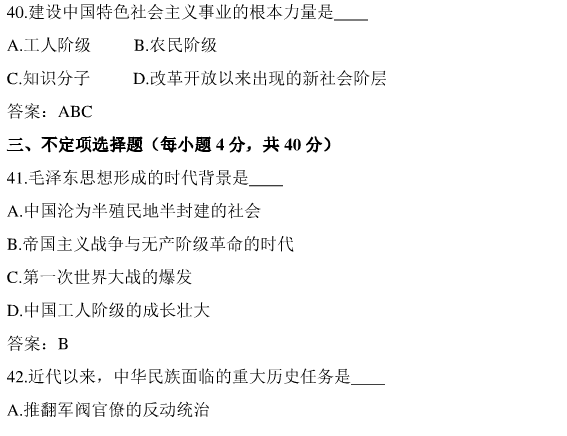 40.建设中国特色社会主义事业的根本力量是____
A.工人阶级 B.农民阶级
C.知识分子 D.改革开放以来出现的新社会阶层
答案：ABC
三、不定项选择题（每小题 4 分，共 40 分）
41.毛泽东思想形成的时代背景是____
A.中国沦为半殖民地半封建的社会
B.帝国主义战争与无产阶级革命的时代
C.第一次世界大战的爆发
D.中国工人阶级的成长壮大
答案：B
42.近代以来，中华民族面临的重大历史任务是____
A.推翻军阀官僚的反动统治